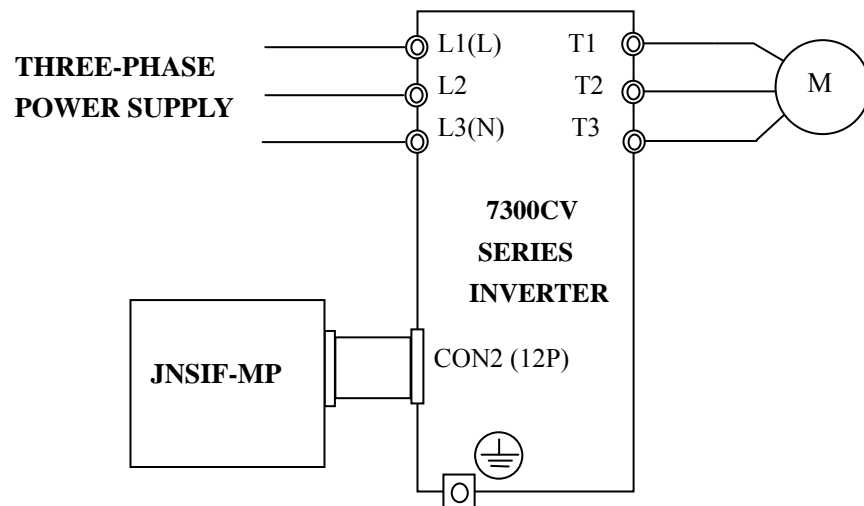 THREE-PHASE
POWER SUPPLY
L1(L)
L2
L3(N)
T1
T2
T3
M
7300CV
SERIES
INVERTER
JNSIF-MP
CON2 (12P)